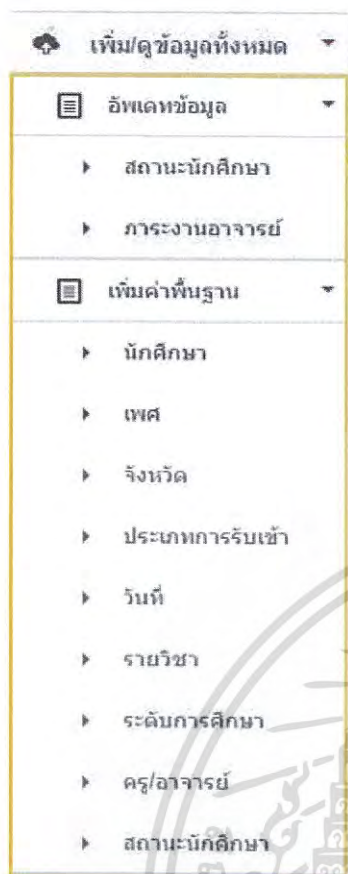 เพิ่ม/ดูข้อมูลทั้งหมด
อัพเดทข้อมูล
สถานะนักศึกษา
ภาระงานอาจารย์
เพิ่มค่าพื้นฐาน
นักศึกษา
เพศ
จังหวัด
ประเภทการรับเข้า
วันที่
รายวิชา
ระดับการศึกษา
ครู/อาจารย์
สถานะนักศึกษา